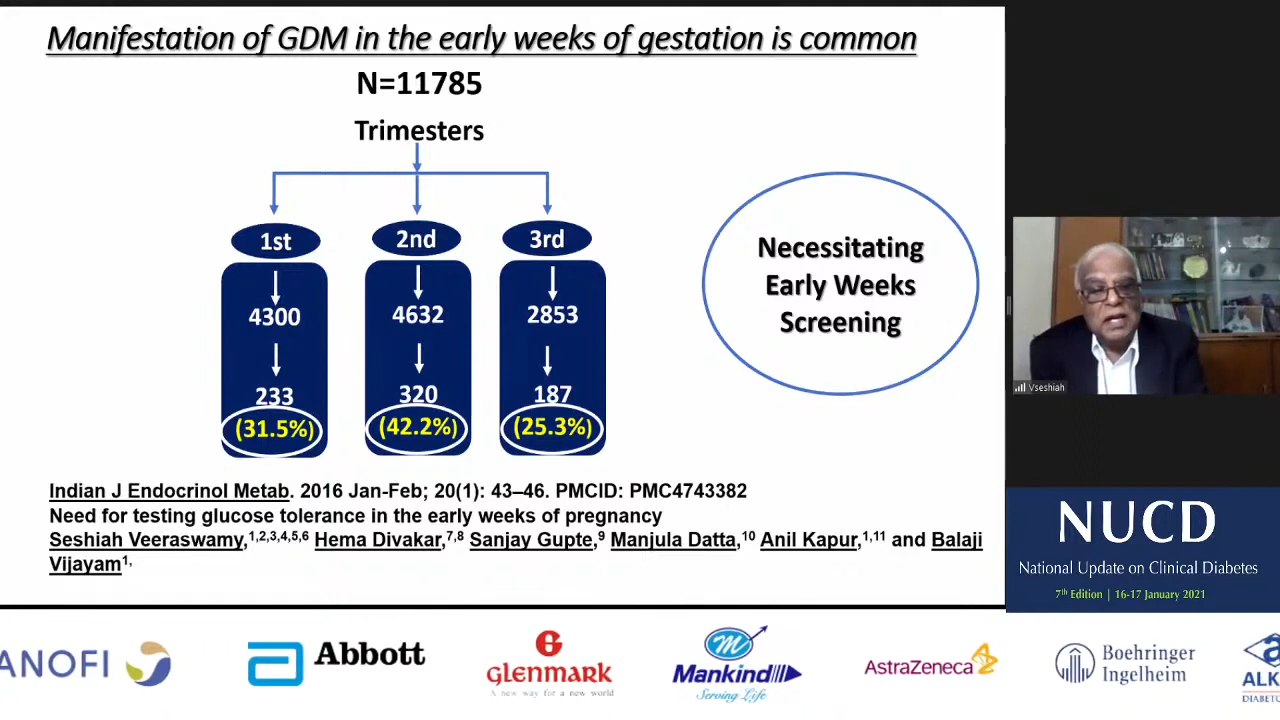 Manifestation of GDM in the early weeks of gestation is common
N=11785
Trimesters
1st
2nd
3rd
4300
4632
2853
233
320
187
(31.5%)
(42.2%)
(25.3%)
Necessitating
Early Weeks
Screening
Indian J Endocrinol Metab. 2016 Jan-Feb; 20(1): 43–46. PMCID: PMC4743382
Need for testing glucose tolerance in the early weeks of pregnancy
Seshiah Veeraswamy,1,2,3,4,5,6 Hema Divakar,7,8 Sanjay Gupte,9 Manjula Datta,10 Anil Kapur,1,11 and Balaji
Vijayam1,
Vseshiah
NUCD
National Update on Clinical Diabetes
7th Edition | 16-17 January 2021
ANOFI
Abbott
G
GLENMARK
A new way for a new world
M
Mankind
Serving Life
AstraZeneca
Boehringer
Ingelheim
ALK
DIABETO